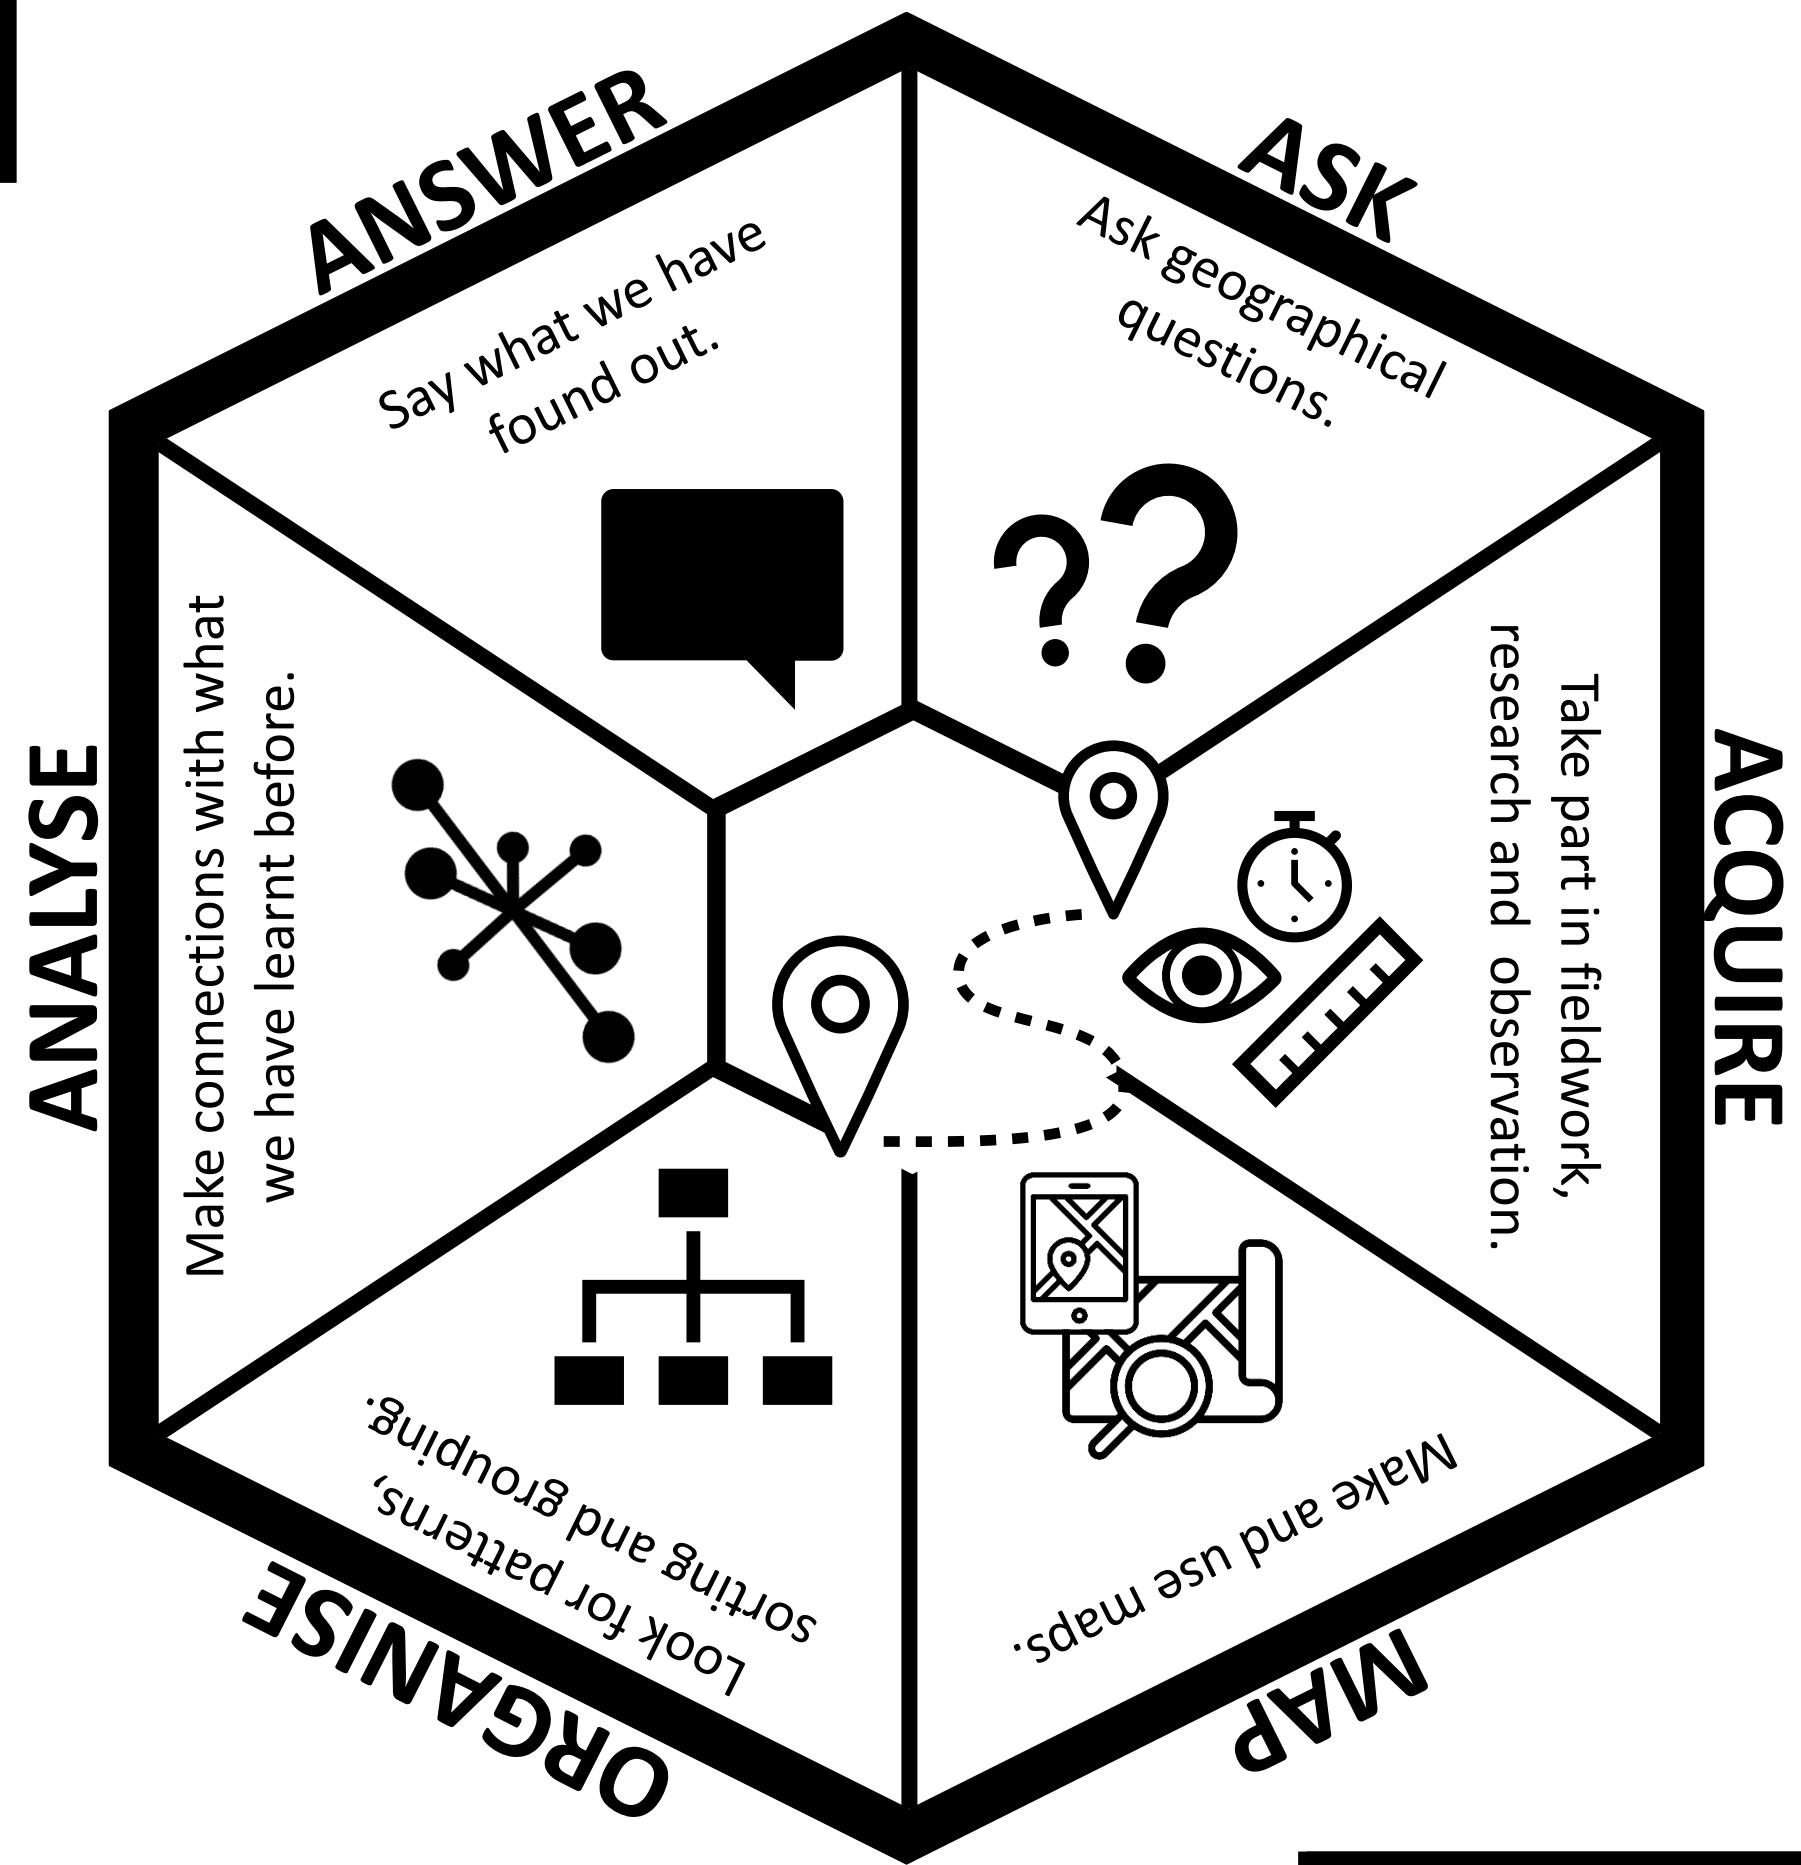 ASK
Ask geographical
questions.
ACQUIRE
Take part in fieldwork,
research and  observation.
MAP
Make and use maps.
ORGANISE
Look for patterns,
sorting and grouping.
ANALYSE
Make connections with what
we have learnt before.
ANSWER
Say what we have
found out.